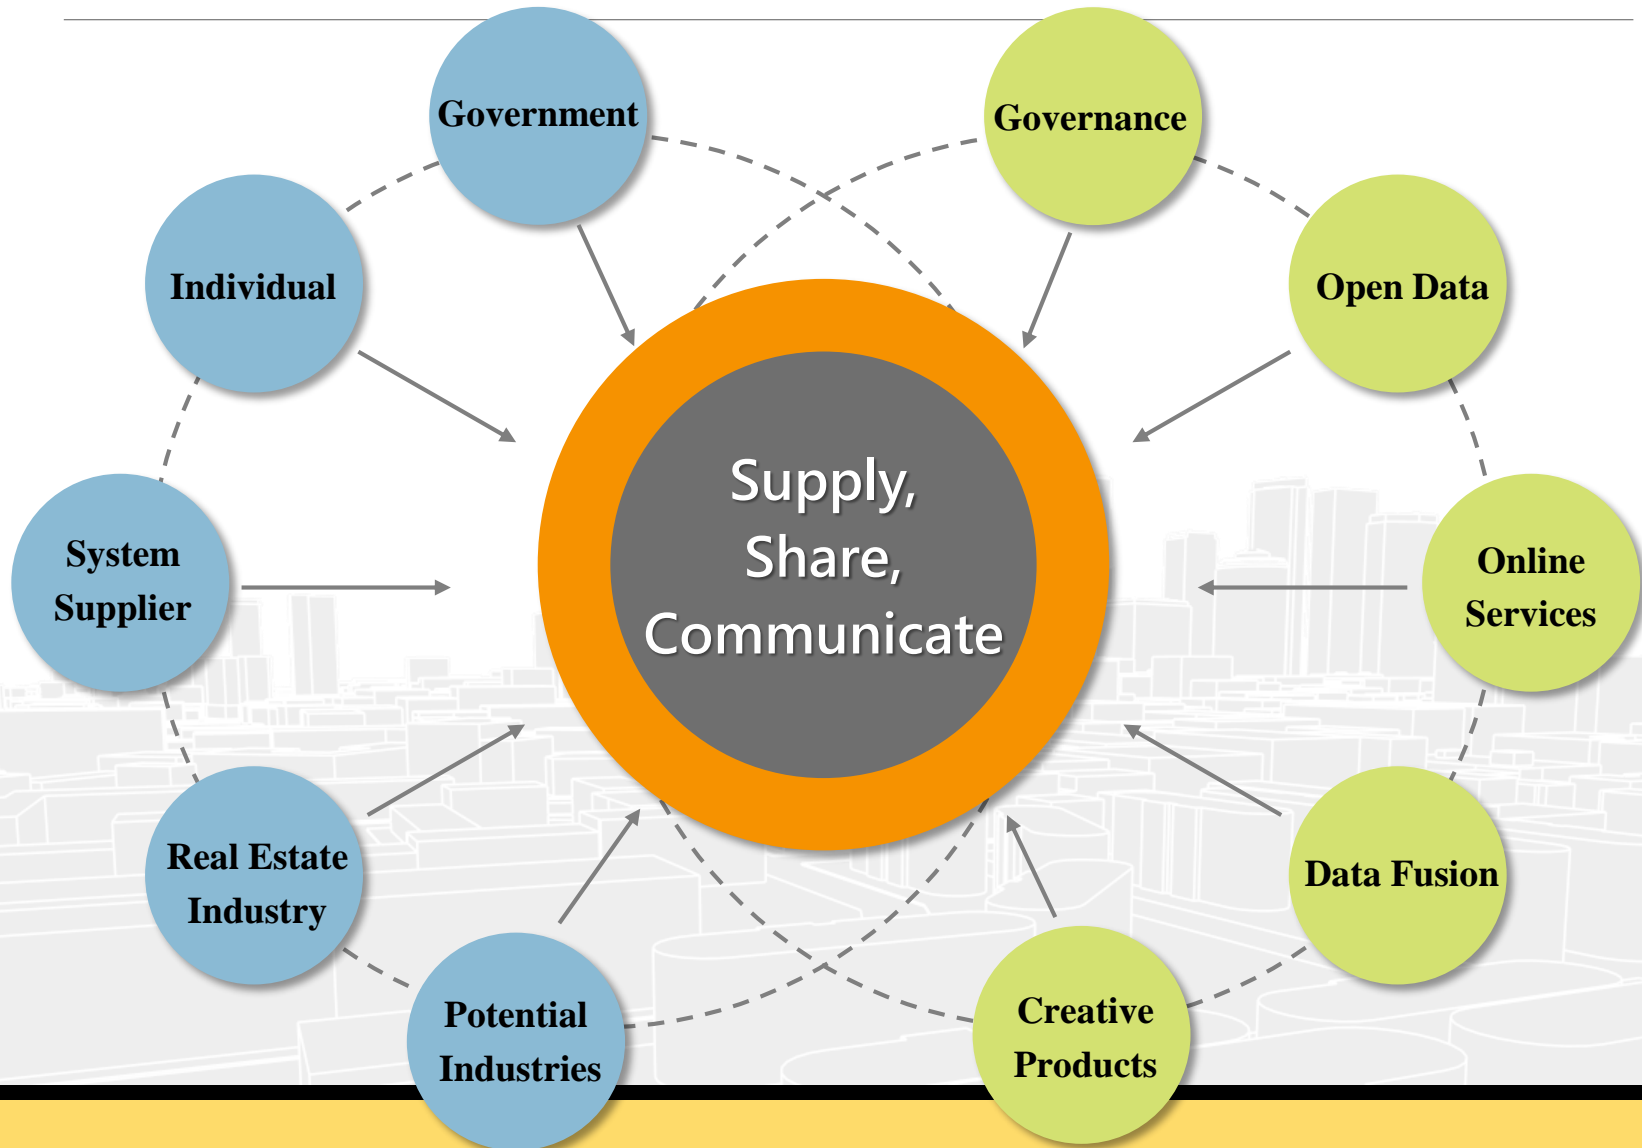 Government
Governance
Individual
Open Data
Supply,
Share,
Communicate
System
Supplier
Online
Services
Real Estate
Industry
Data Fusion
Potential
Industries
Creative
Products